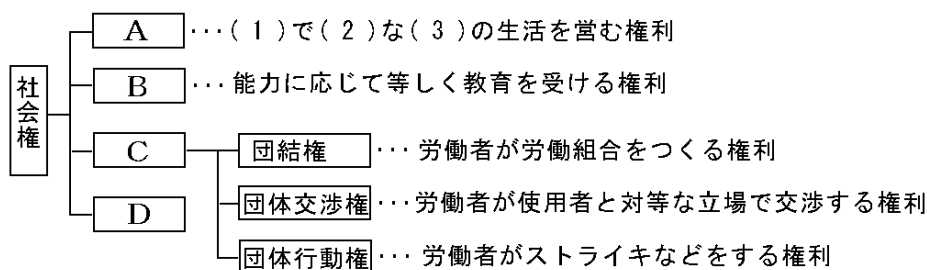 社会権
A ･･･( 1 )で( 2 )な( 3 )の生活を営む権利
B ･･･ 能力に応じて等しく教育を受ける権利
C 団結権 ･･･ 労働者が労働組合をつくる権利
D 団体交渉権 ･･･労働者が使用者と対等な立場で交渉する権利
団体行動権 ･･･ 労働者がストライキなどをする権利